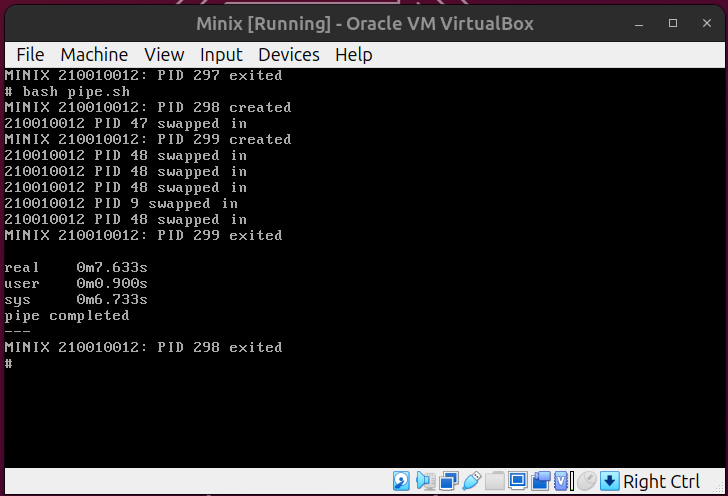 Minix [Running] - Oracle VM VirtualBox
File Machine View Input Devices Help
MINIX 210010012: PID 297 exited
# bash pipe.sh
MINIX 210010012: PID 298 created
210010012 PID 47 swapped in
MINIX 210010012: PID 299 created
210010012 PID 48 swapped in
210010012 PID 48 swapped in
210010012 PID 48 swapped in
210010012 PID 9 swapped in
210010012 PID 48 swapped in
MINIX 210010012: PID 299 exited
real 0m7.633s
user 0m0.900s
sys 0m6.733s
pipe completed
---
MINIX 210010012: PID 298 exited
#
Right Ctrl